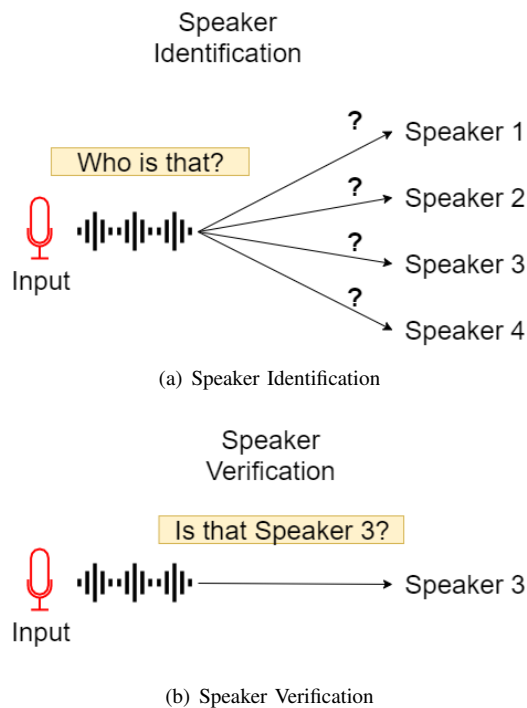 Speaker
Identification
?
Speaker 1
Who is that?
?
Speaker 2
?
Speaker 3
Input
?
Speaker 4
(a) Speaker Identification
Speaker
Verification
Is that Speaker 3?
Speaker 3
Input
(b) Speaker Verification